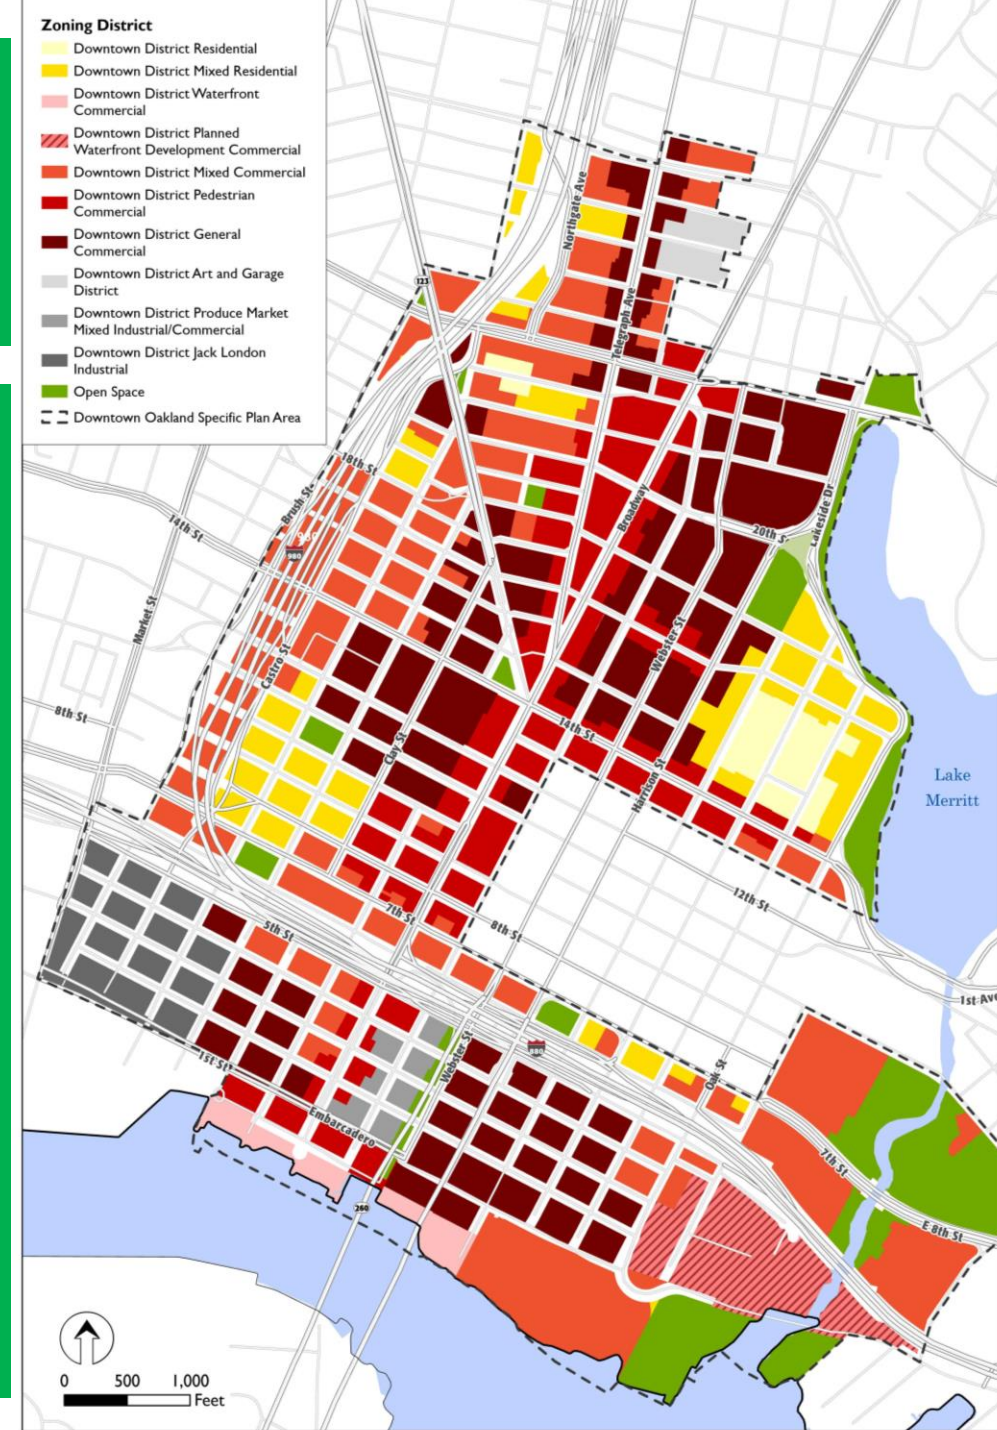 Zoning District
Downtown District Residential
Downtown District Mixed Residential
Downtown District Waterfront
Commercial
Downtown District Planned
Waterfront Development Commercial
Downtown District Mixed Commercial
Downtown District Pedestrian
Commercial
Downtown District General
Commercial
Downtown District Art and Garage
District
Downtown District Produce Market
Mixed Industrial/Commercial
Downtown District Jack London
Industrial
Open Space
Downtown Oakland Specific Plan Area
Northgate Ave
123
Telegraph Ave
18th St
Brush St
Broadway
Lakeside Dr
14th St
20th S
980
980
Market St
Webster St
Castro St
8th St
14th St
Clay St
Harrison St
Lake
Merritt
12th St
7th St
8th St
5th St
1st Ave
Webster St
880
1st St
Oak St
Embarcadero
7th St
260
E 8th St
0 500 1,000
Feet